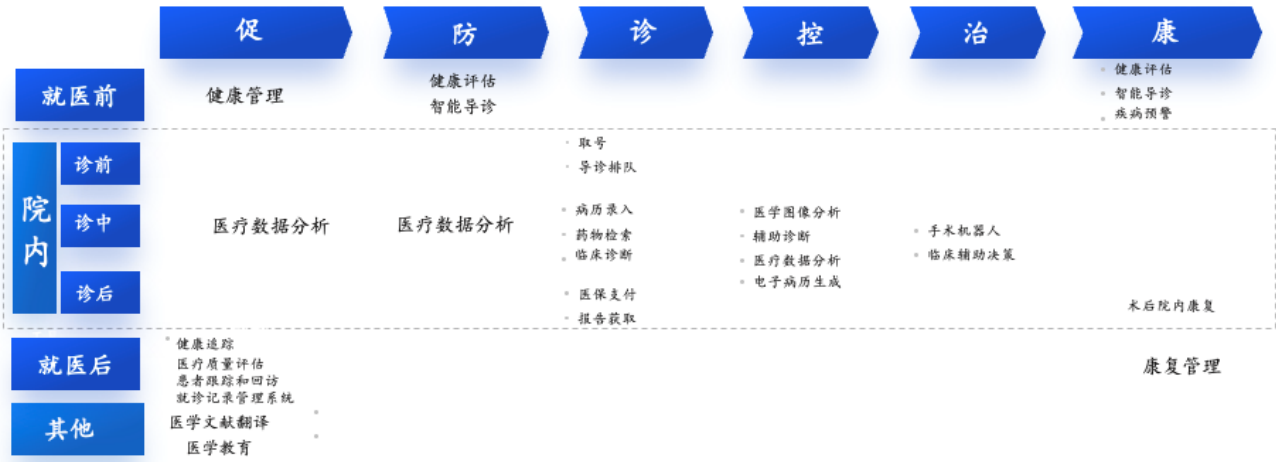 促
防
诊
控
治
康
就医前
健康管理
健康评估
智能导诊
健康评估
智能导诊
疾病预警
院内
诊前
取号
导诊排队
诊中
医疗数据分析
医疗数据分析
病历录入
药物检索
临床诊断
医学图像分析
辅助诊断
医疗数据分析
电子病历生成
手术机器人
临床辅助决策
诊后
医保支付
报告获取
术后院内康复
就医后
健康追踪
医疗质量评估
患者跟踪和回访
就诊记录管理系统
康复管理
其他
医学文献翻译
医学教育